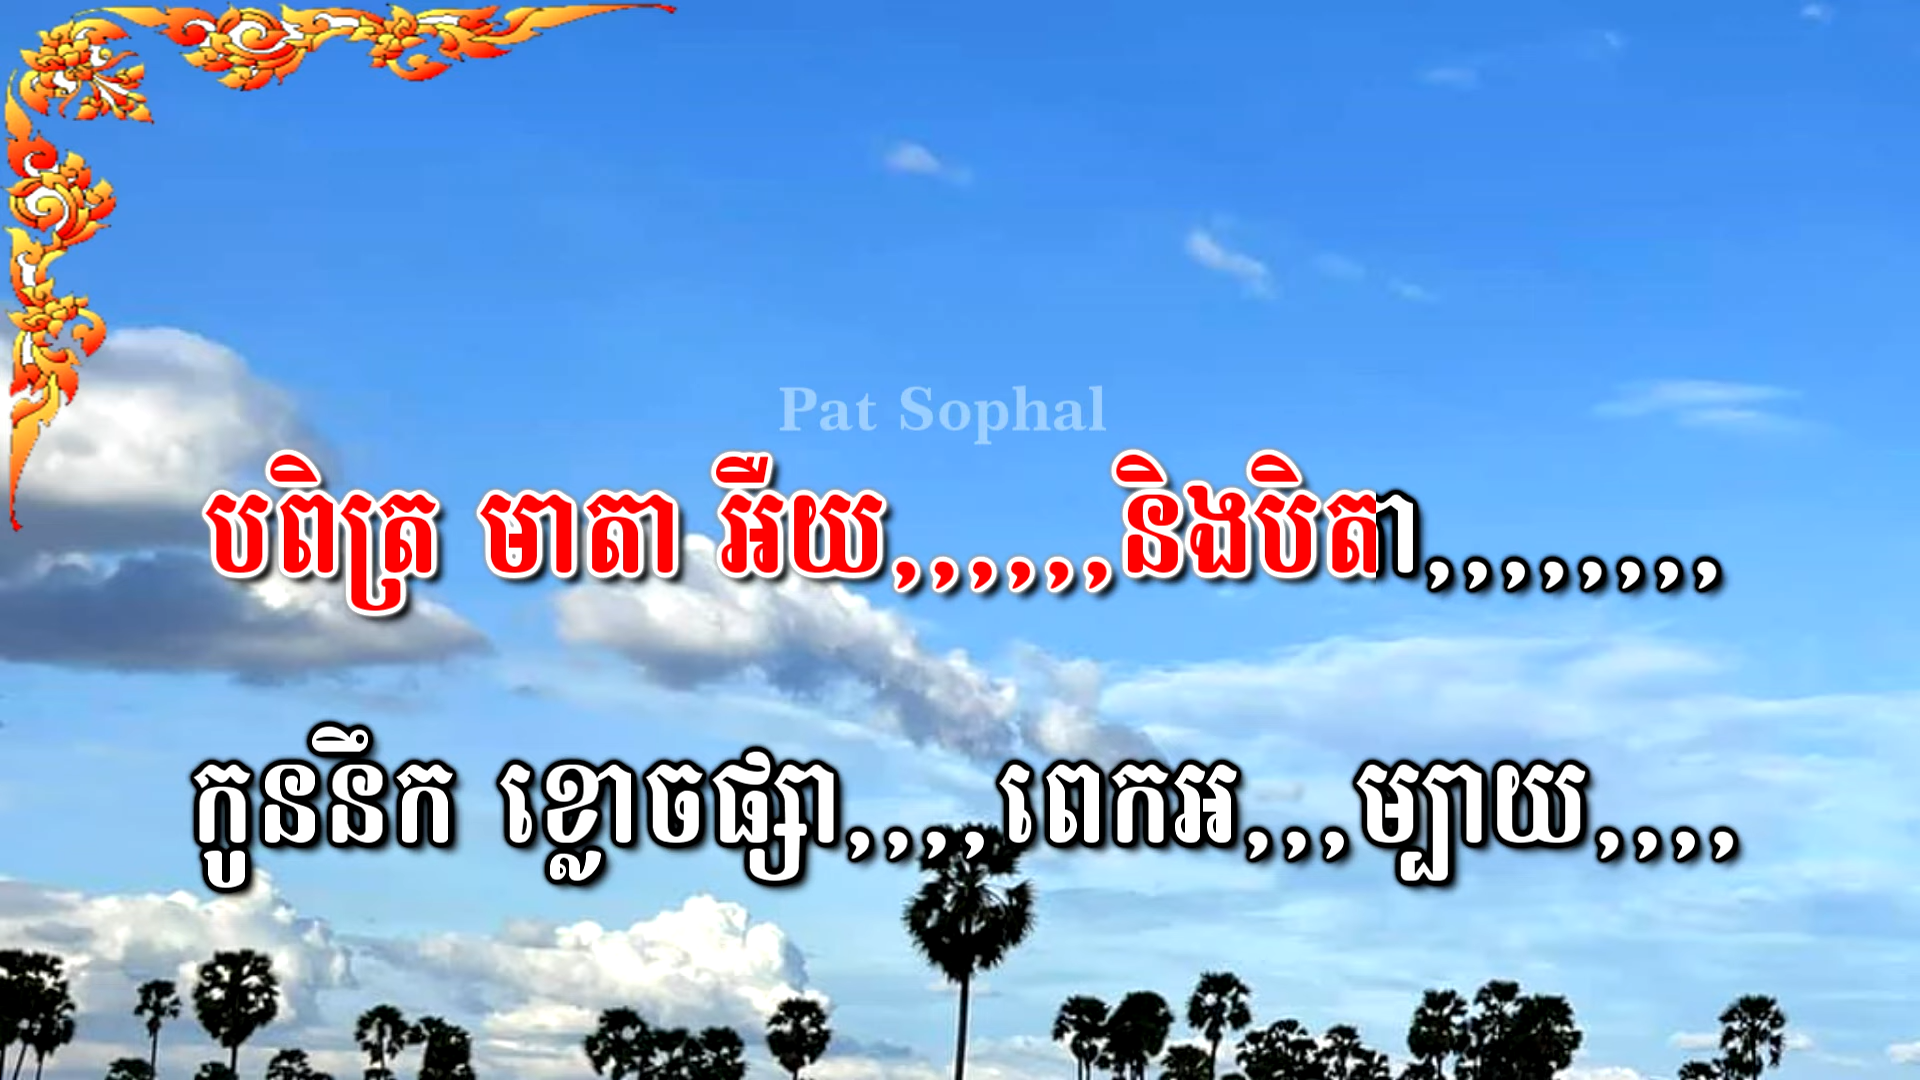 Pat Sophal
បពិត្រ មាតា អឺយ,,,,,,និងបិតា,,,,,,,,
កូននឹក ខ្លោចផ្សា,,,,ពេកអ,,,ម្បាយ,,,,